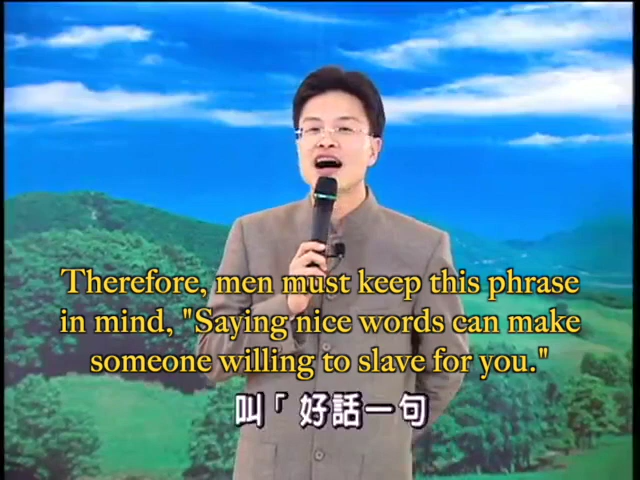 Therefore, men must keep this phrase
in mind, "Saying nice words can make
someone willing to slave for you."
叫「 好話一句